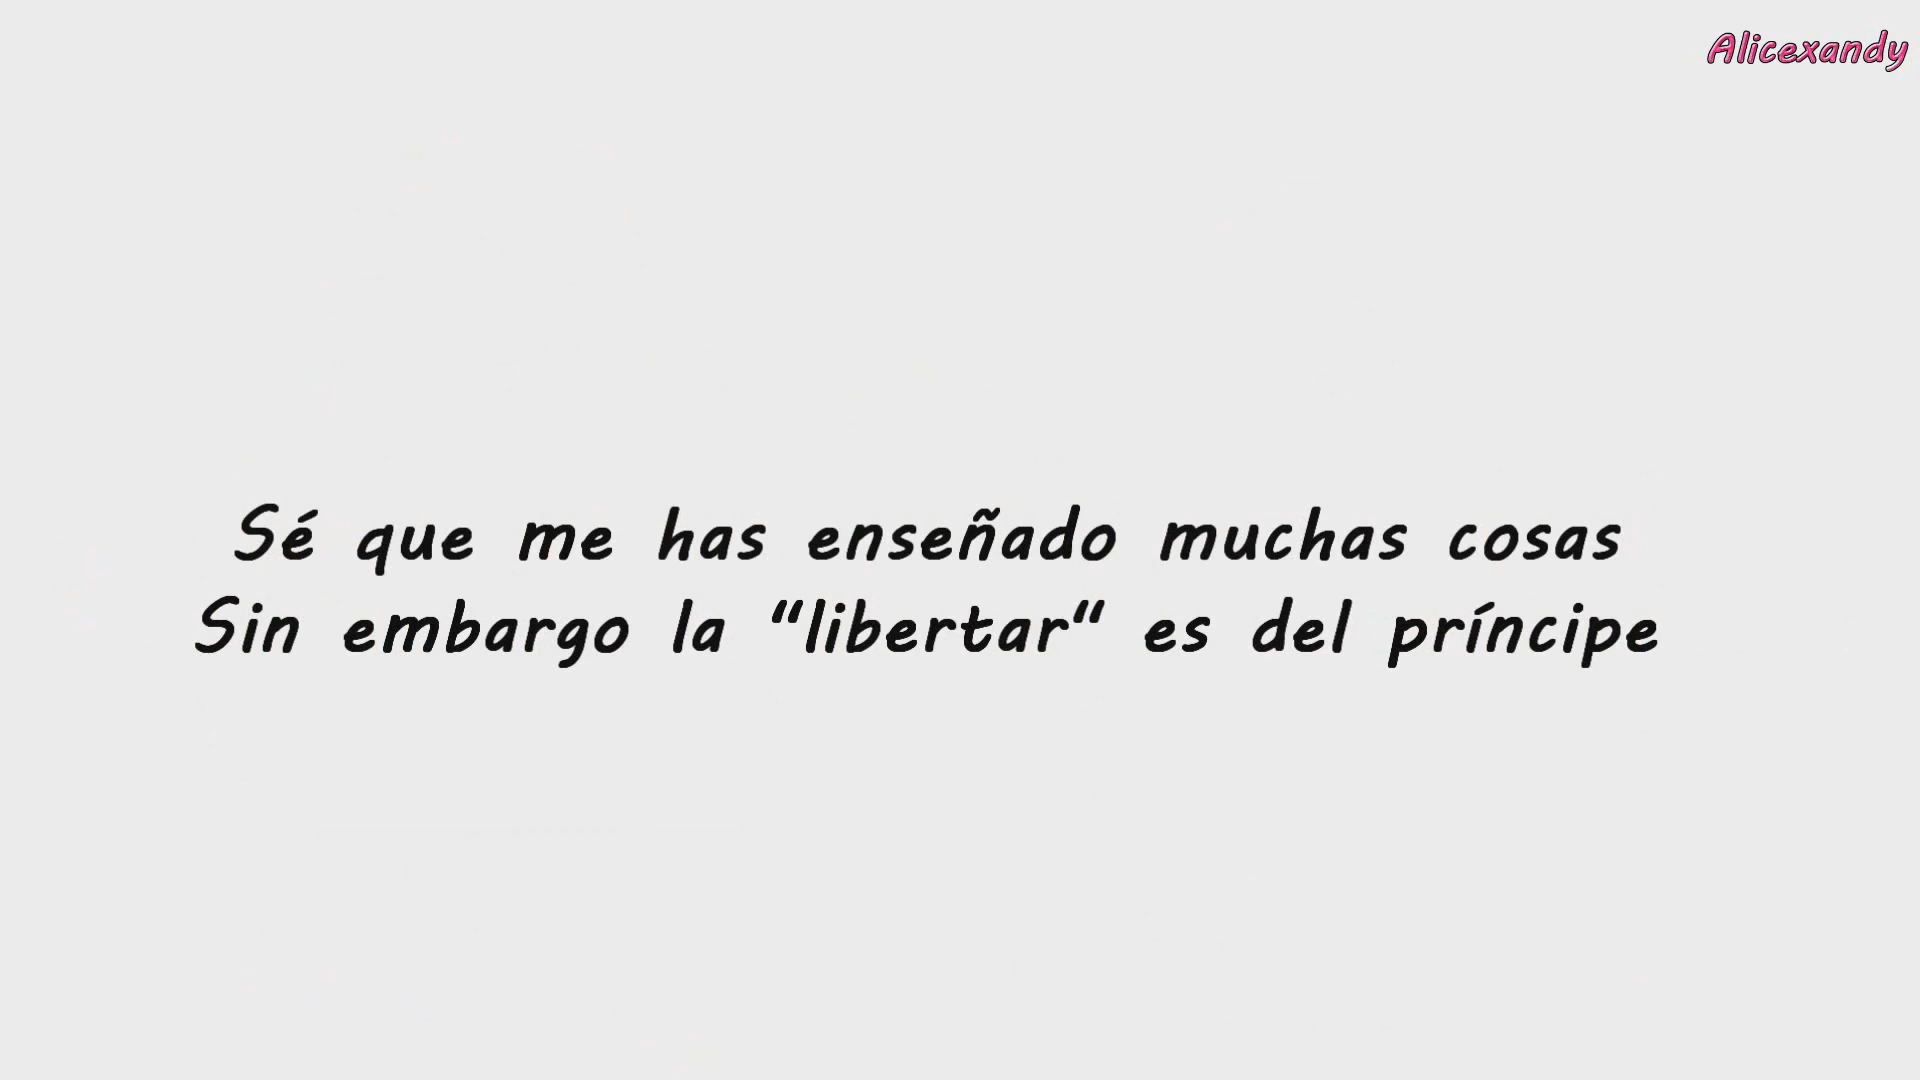 Alicexandy
Sé que me has enseñado muchas cosas
Sin embargo la "libertar" es del príncipe